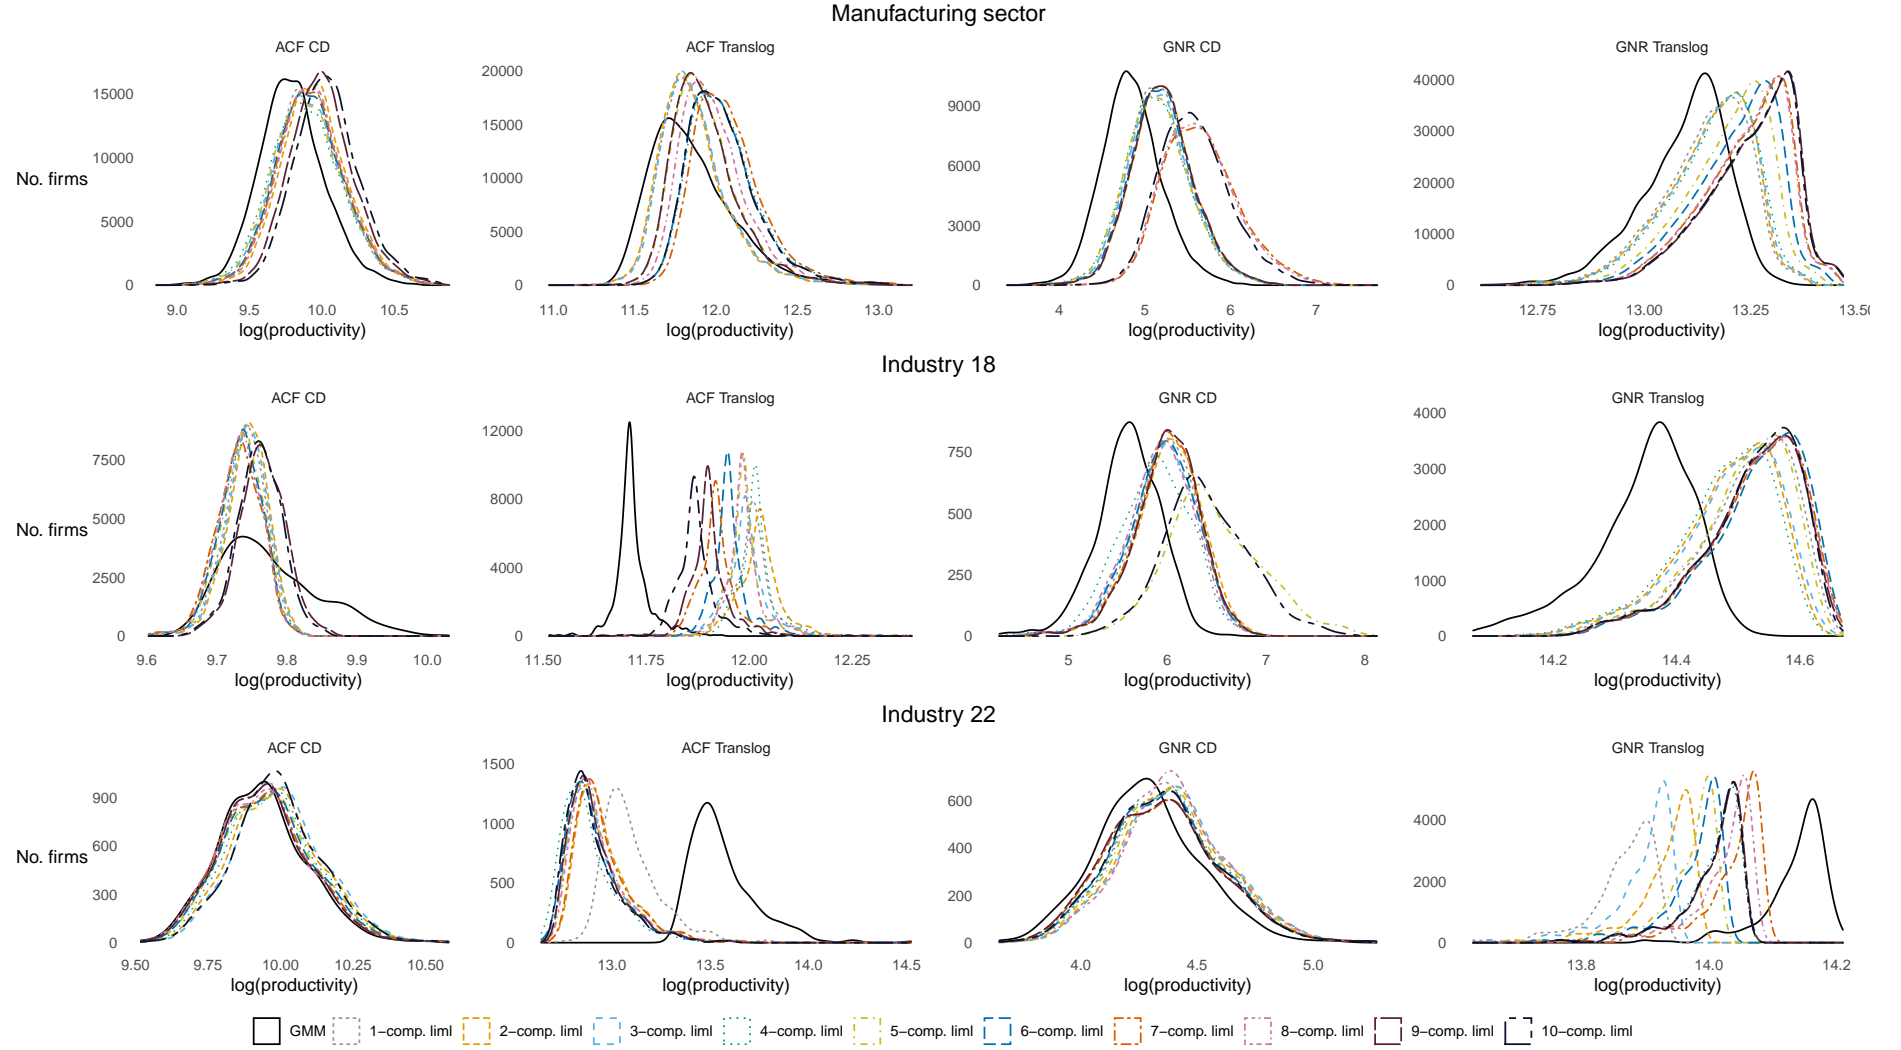 Manufacturing sector
ACF CD
ACF Translog
GNR CD
GNR Translog
No. firms
15000
10000
5000
0
9.0 9.5 10.0 10.5
log(productivity)
20000
15000
10000
5000
0
11.0 11.5 12.0 12.5 13.0
log(productivity)
9000
6000
3000
0
4 5 6 7
log(productivity)
40000
30000
20000
10000
0
12.75 13.00 13.25 13.50
log(productivity)
Industry 18
ACF CD
ACF Translog
GNR CD
GNR Translog
No. firms
7500
5000
2500
0
9.6 9.7 9.8 9.9 10.0
log(productivity)
12000
8000
4000
0
11.50 11.75 12.00 12.25
log(productivity)
750
500
250
0
5 6 7 8
log(productivity)
4000
3000
2000
1000
0
14.2 14.4 14.6
log(productivity)
Industry 22
ACF CD
ACF Translog
GNR CD
GNR Translog
No. firms
900
600
300
0
9.50 9.75 10.00 10.25 10.50
log(productivity)
1500
1000
500
0
13.0 13.5 14.0 14.5
log(productivity)
600
400
200
0
4.0 4.5 5.0
log(productivity)
4000
2000
0
13.8 14.0 14.2
log(productivity)
GMM 1−comp. liml 2−comp. liml 3−comp. liml 4−comp. liml 5−comp. liml 6−comp. liml 7−comp. liml 8−comp. liml 9−comp. liml 10−comp. liml